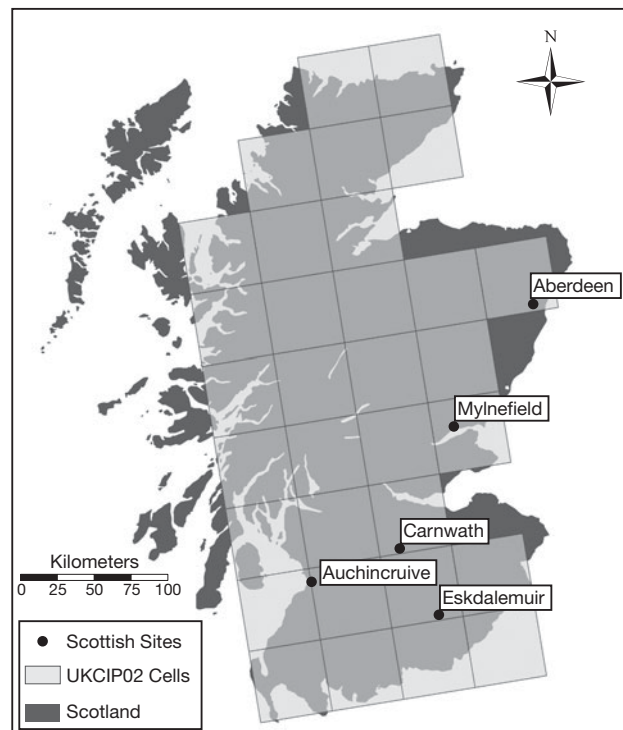 N
Aberdeen
Mylnefield
Carnwath
Auchincruive
Eskdalemuir
Kilometers
0 25 50 75 100
Scottish Sites
UKCIP02 Cells
Scotland